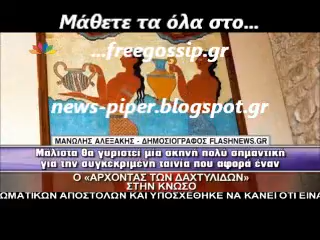 Μάθετε τα όλα στο...
...freegossip.gr
news-piper.blogspot.gr
ΜΑΝΩΛΗΣ ΑΛΕΞΑΚΗΣ - ΔΗΜΟΣΙΟΓΡΑΦΟΣ FLASHNEWS.GR
Μάλιστα θα γυριστεί μια σκηνή πολύ σημαντική
για την συγκεκριμένη ταινία που αφορά έναν
Ο «ΑΡΧΟΝΤΑΣ ΤΩΝ ΔΑΧΤΥΛΙΔΙΩΝ»
ΣΤΗΝ ΚΝΩΣΟ
ΩΜΑΤΙΚΩΝ ΑΠΟΣΤΟΛΩΝ ΚΑΙ ΥΠΟΣΧΕΘΗΚΕ ΝΑ ΚΑΝΕΙ ΟΤΙ ΕΙΝΑ